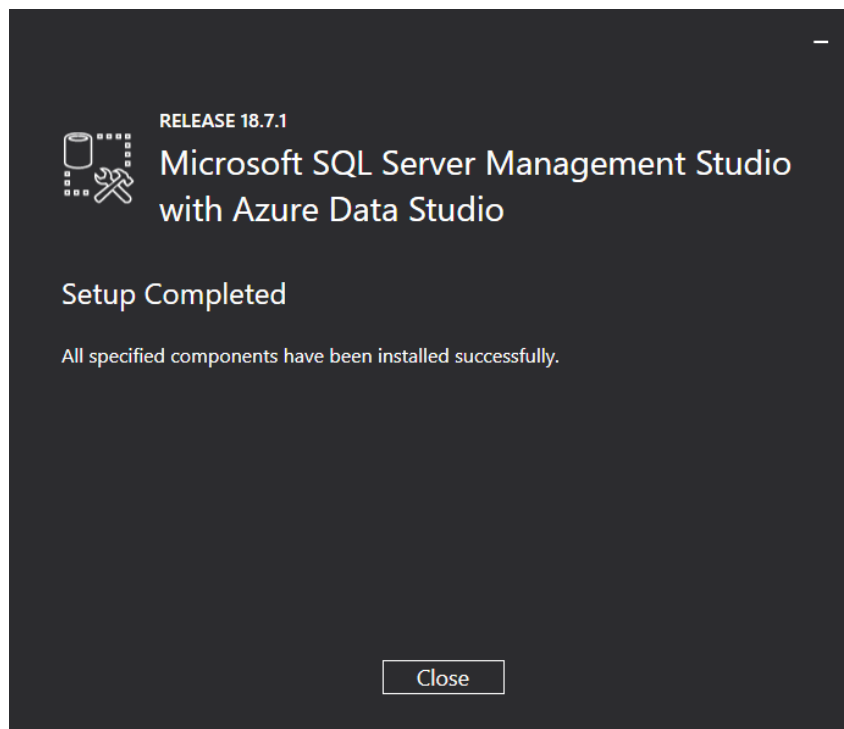 RELEASE 18.7.1
Microsoft SQL Server Management Studio
with Azure Data Studio
Setup Completed
All specified components have been installed successfully.
Close